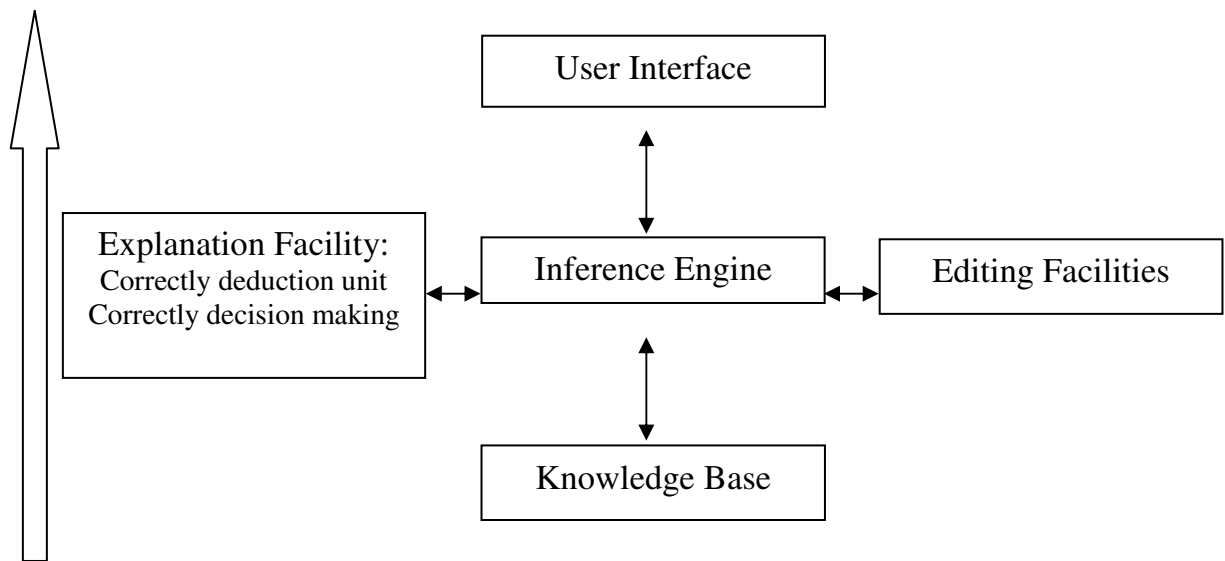 User Interface
Explanation Facility:
Correctly deduction unit
Correctly decision making
Inference Engine
Editing Facilities
Knowledge Base